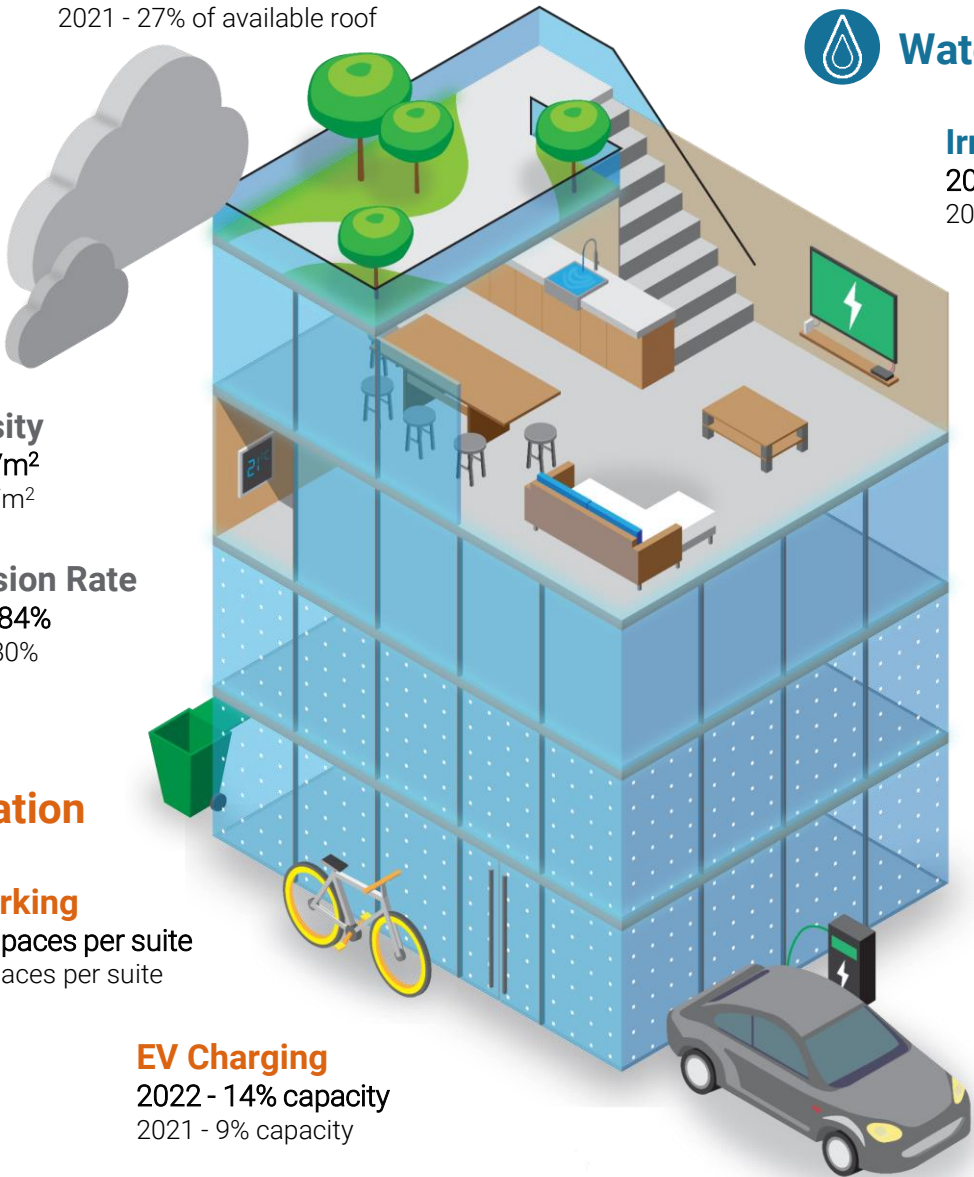 2021 - 27% of available roof
Wat
Irr
20
20
sity
/m²
/m²
sion Rate
84%
80%
ation
rking
paces per suite
aces per suite
EV Charging
2022 - 14% capacity
2021 - 9% capacity